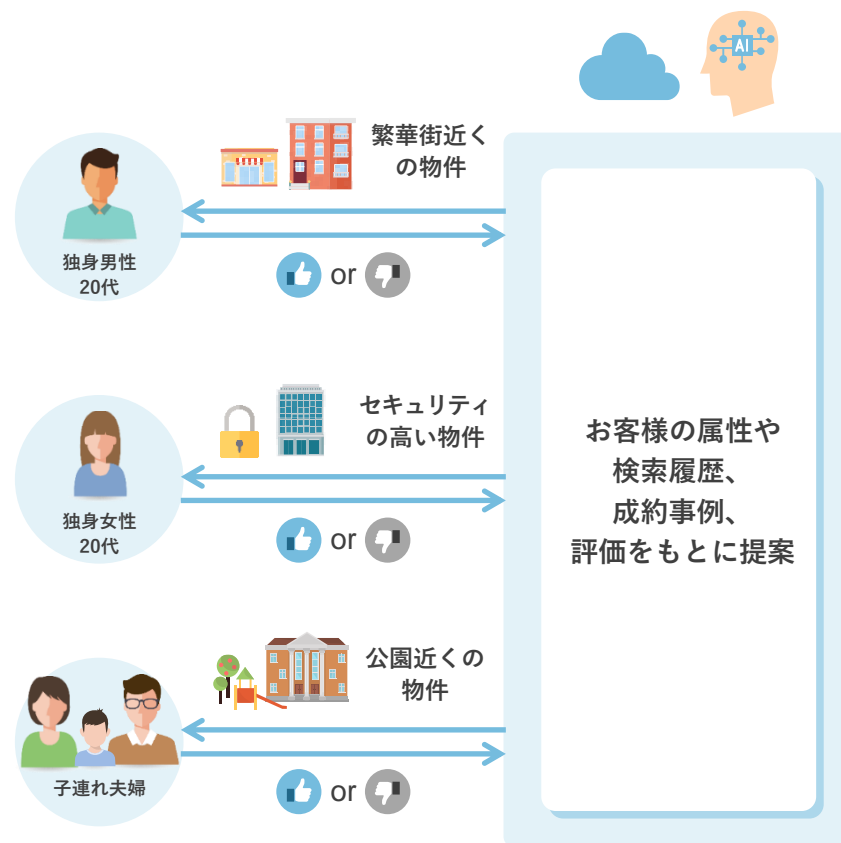 AI
繁華街近く
の物件
独身男性
20代
or
セキュリティ
の高い物件
独身女性
20代
or
公園近くの
物件
子連れ夫婦
or
お客様の属性や
検索履歴、
成約事例、
評価をもとに提案